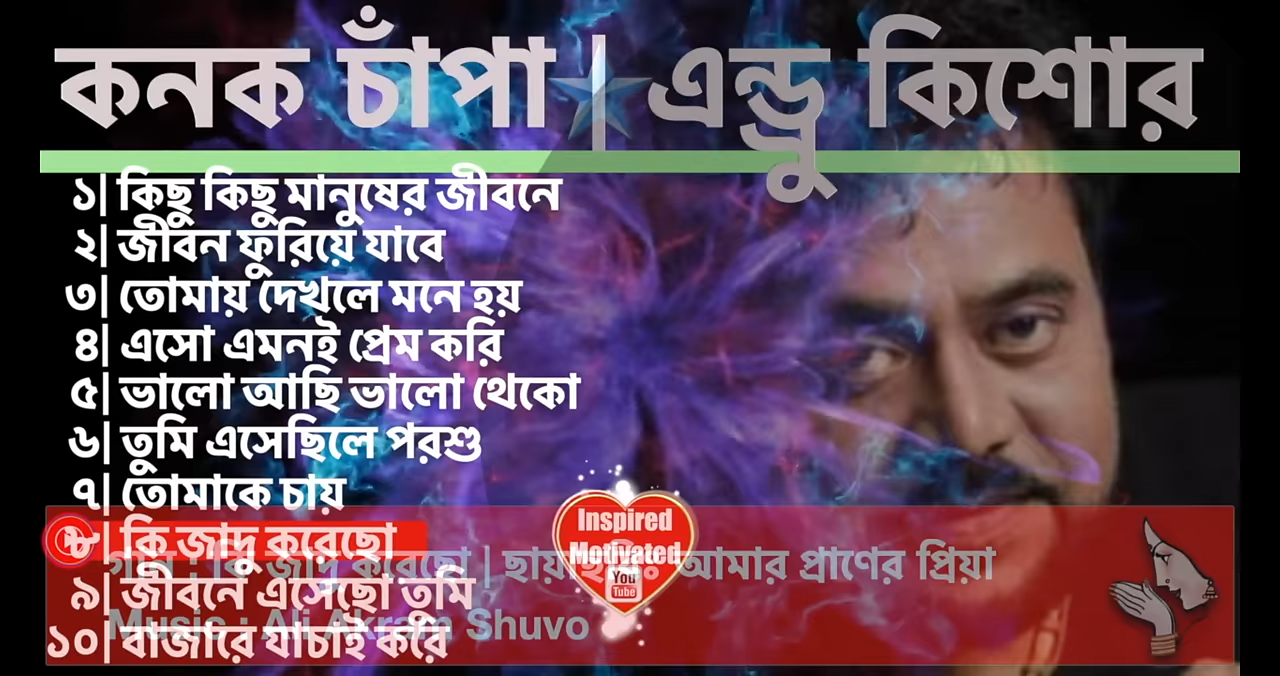 কনক চাঁপা | এন্ড্রু কিশোর
১| কিছু কিছু মানুষের জীবনে
২| জীবন ফুরিয়ে যাবে
৩| তোমায় দেখলে মনে হয়
৪| এসো এমনই প্রেম করি
৫| ভালো আছি ভালো থেকো
৬| তুমি এসেছিলে পরশু
৭| তোমাকে চায়
৮| কি জাদু করেছো
গান : কি জাদু করেছো | আমার প্রাণের প্রিয়া
৯| জীবনে এসেছো তুমি
Music : Ali Akram Shuvo
১০| বাজারে যাচাই করে
Inspired
Motivated
You
Tube